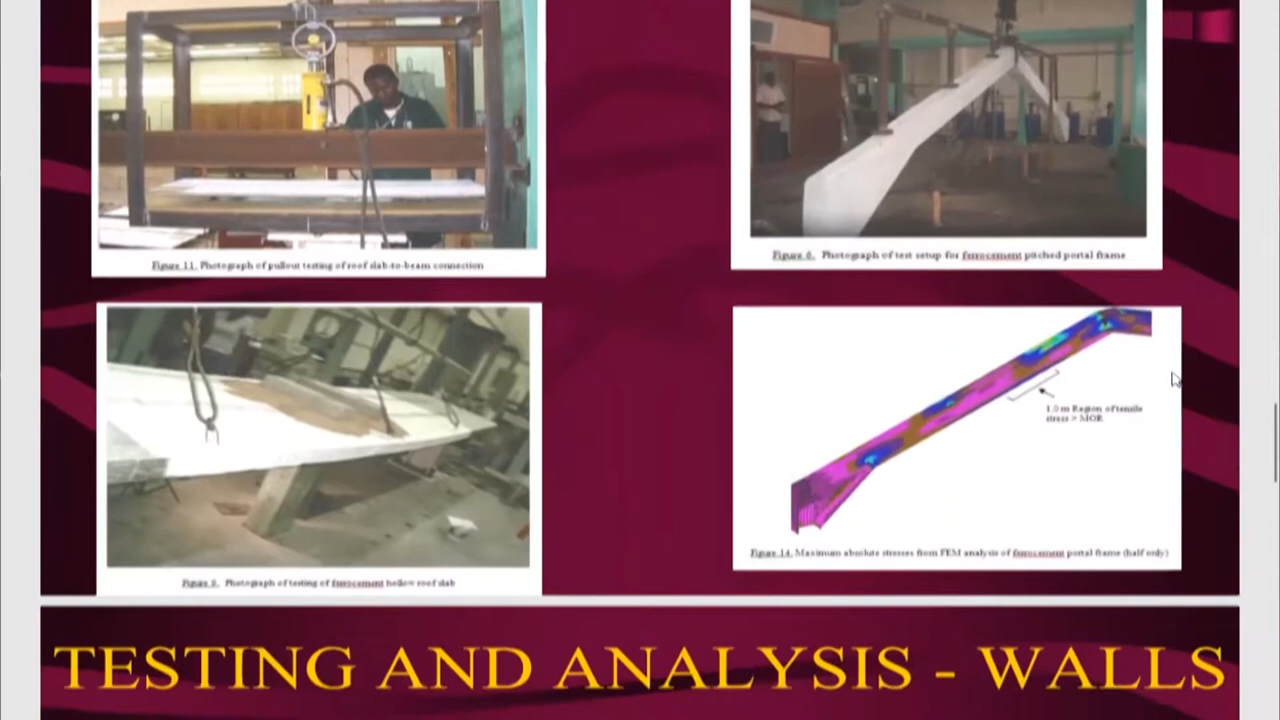 Figure 11. Photograph of pullout testing of roof slab-to-beam connection
Figure 6. Photograph of test setup for ferrocement pitched portal frame
1.0 m Region of tensile
stress > MOR
Figure 9. Photograph of testing of ferrocement hollow roof slab
Figure 14. Maximum absolute stresses from FEM analysis of ferrocement portal frame (half only)
TESTING AND ANALYSIS - WALLS